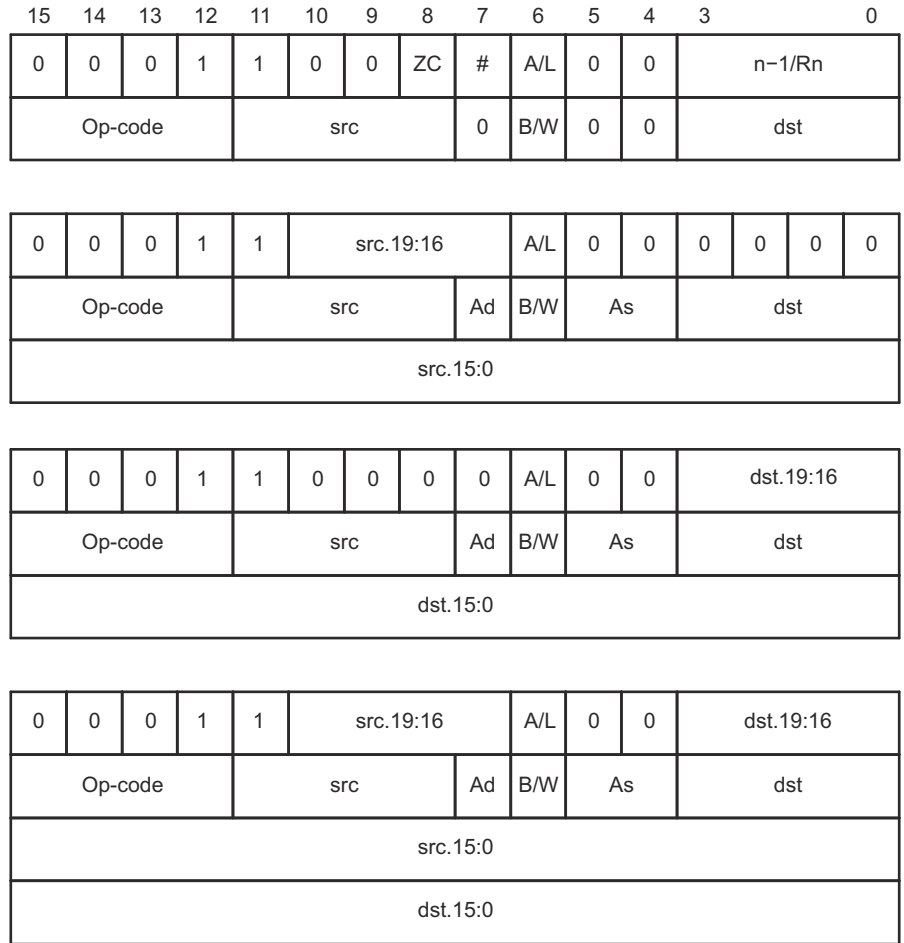 15 14 13 12 11 10 9 8 7 6 5 4 3 0
0 0 0 1 1 0 0 ZC # A/L 0 0 n−1/Rn
Op-code src 0 B/W 0 0 dst
0 0 0 1 1 src.19:16 A/L 0 0 0 0 0 0
Op-code src Ad B/W As dst
src.15:0
0 0 0 1 1 0 0 0 0 A/L 0 0 dst.19:16
Op-code src Ad B/W As dst
dst.15:0
0 0 0 1 1 src.19:16 A/L 0 0 dst.19:16
Op-code src Ad B/W As dst
src.15:0
dst.15:0